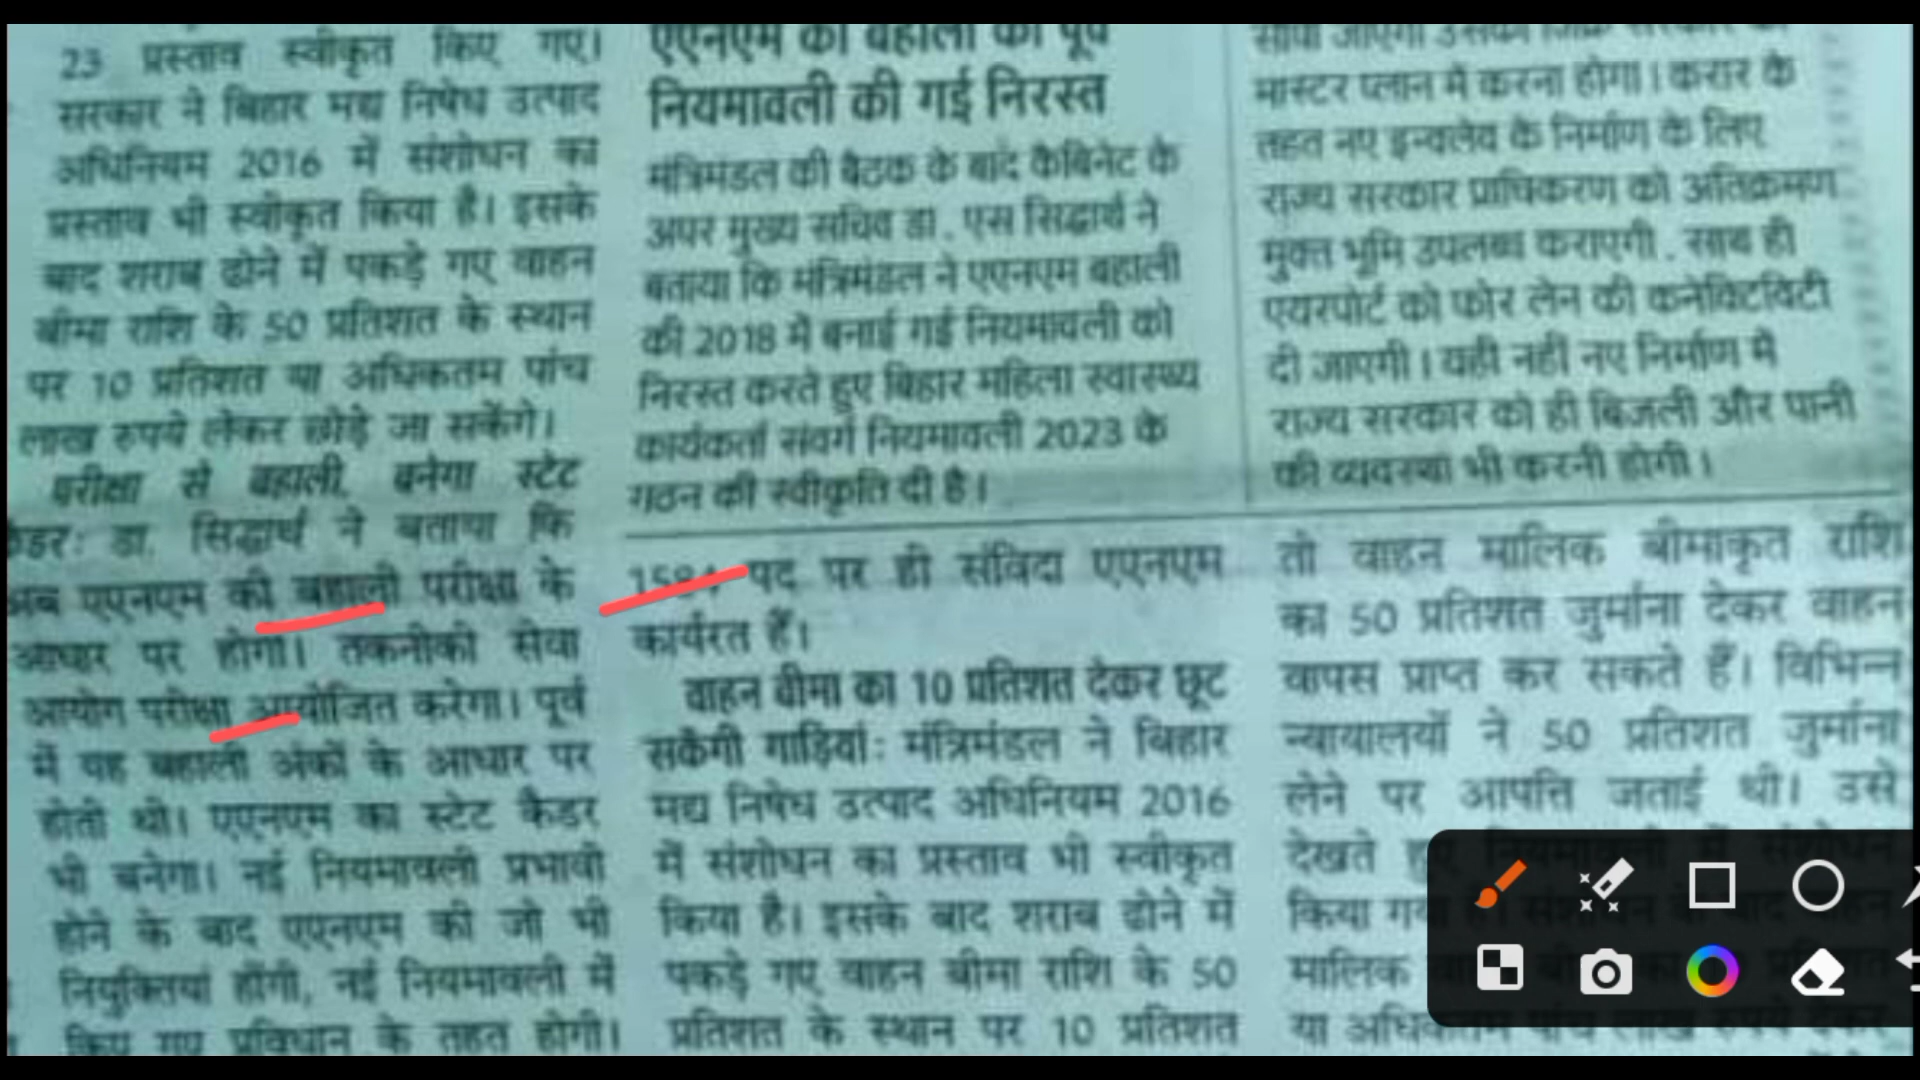 23 प्रस्ताव स्वीकृत किए गए।
सरकार ने बिहार मद्य निषेध उत्पाद
अधिनियम 2016 में संशोधन का
प्रस्ताव भी स्वीकृत किया है। इसके
बाद शराब ढोने में पकड़े गए वाहन
बीमा राशि के 50 प्रतिशत के स्थान
पर 10 प्रतिशत या अधिकतम पांच
लाख रुपये लेकर छोड़े जा सकेंगे।
परीक्षा से बहाली, बनेगा स्टेट
कैडर: डा. सिद्धार्थ ने बताया कि
अब एएनएम की बहाली परीक्षा के
आधार पर होगी। तकनीकी सेवा
आयोग परीक्षा आयोजित करेगा। पूर्व
में यह बहाली अंकों के आधार पर
होती थी। एएनएम का स्टेट कैडर
भी बनेगा। नई नियमावली प्रभावी
होने के बाद एएनएम की जो भी
नियुक्तियां होंगी, नई नियमावली में
किए गए प्रविधान के तहत होगी।
एएनएम की बहाली की पूर्व
नियमावली की गई निरस्त
मंत्रिमंडल की बैठक के बाद कैबिनेट के
अपर मुख्य सचिव डा. एस सिद्धार्थ ने
बताया कि मंत्रिमंडल ने एएनएम बहाली
की 2018 में बनाई गई नियमावली को
निरस्त करते हुए बिहार महिला स्वास्थ्य
कार्यकर्ता संवर्ग नियमावली 2023 के
गठन की स्वीकृति दी है।
पद पर ही संविदा एएनएम
कार्यरत हैं।
वाहन बीमा का 10 प्रतिशत देकर छूट
सकेंगी गाड़ियां: मंत्रिमंडल ने बिहार
मद्य निषेध उत्पाद अधिनियम 2016
में संशोधन का प्रस्ताव भी स्वीकृत
किया है। इसके बाद शराब ढोने में
पकड़े गए वाहन बीमा राशि के 50
प्रतिशत के स्थान पर 10 प्रतिशत
सौंपा जाएगा उसका जिक्र सरकार को
मास्टर प्लान में करना होगा। करार के
तहत नए इन्क्लेव के निर्माण के लिए
राज्य सरकार प्राधिकरण को अतिक्रमण
मुक्त भूमि उपलब्ध कराएगी. साथ ही
एयरपोर्ट को फोर लेन की कनेक्टिविटी
दी जाएगी। यही नहीं नए निर्माण में
राज्य सरकार को ही बिजली और पानी
की व्यवस्था भी करनी होगी।
तो वाहन मालिक बीमाकृत राशि
का 50 प्रतिशत जुर्माना देकर वाहन
वापस प्राप्त कर सकते हैं। विभिन्न
न्यायालयों ने 50 प्रतिशत जुर्माना
लेने पर आपत्ति जताई थी। उसे
देखते हुए
किया गया
मालिक
या